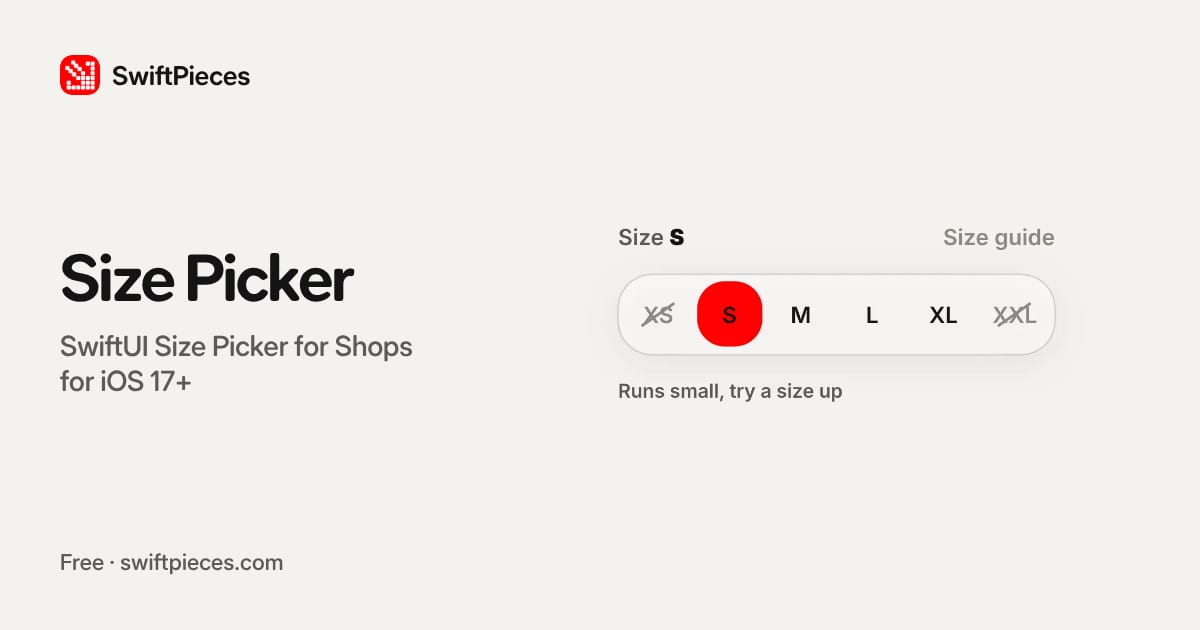 SwiftPieces
Size Picker
SwiftUI Size Picker for Shops
for iOS 17+
Size S
Size guide
XS S M L XL XXL
Runs small, try a size up
Free · swiftpieces.com